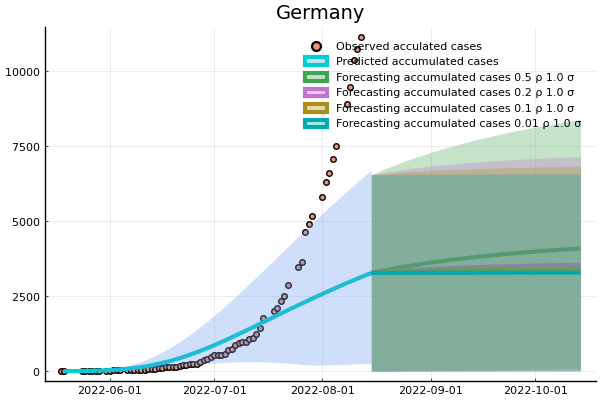 Germany
Observed acculated cases
Predicted accumulated cases
Forecasting accumulated cases 0.5 ρ 1.0 σ
Forecasting accumulated cases 0.2 ρ 1.0 σ
Forecasting accumulated cases 0.1 ρ 1.0 σ
Forecasting accumulated cases 0.01 ρ 1.0 σ
10000
7500
5000
2500
0
2022-06-01 2022-07-01 2022-08-01 2022-09-01 2022-10-01